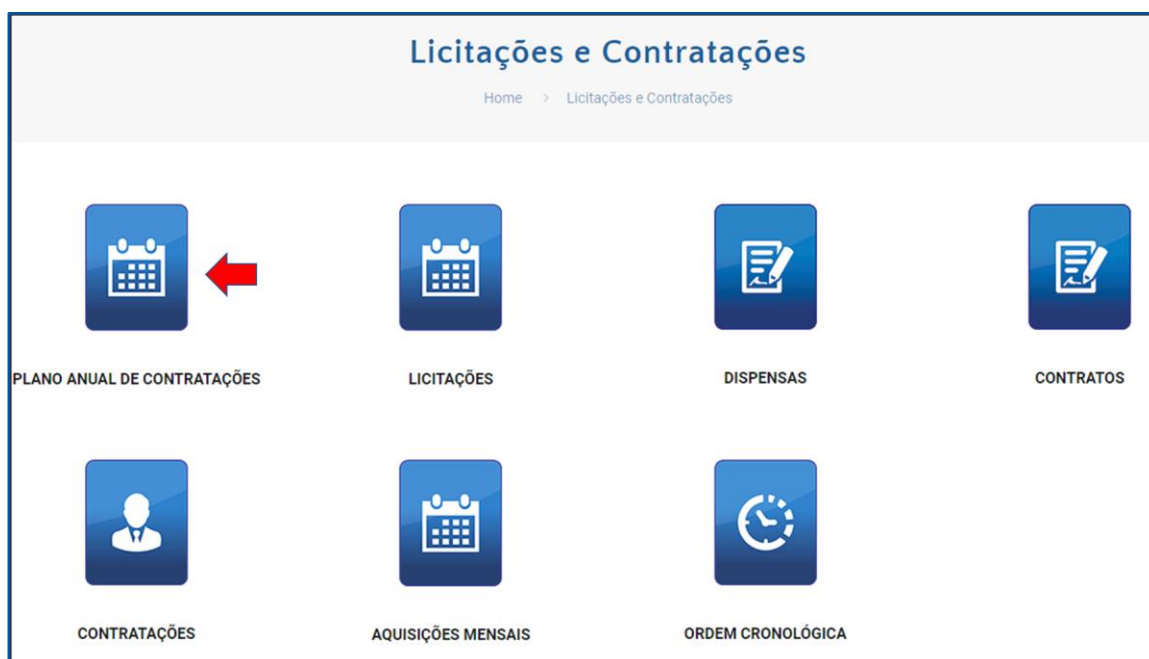 Licitações e Contratações
Home > Licitações e Contratações
PLANO ANUAL DE CONTRATAÇÕES
LICITAÇÕES
DISPENSAS
CONTRATOS
CONTRATAÇÕES
AQUISIÇÕES MENSAIS
ORDEM CRONOLÓGICA